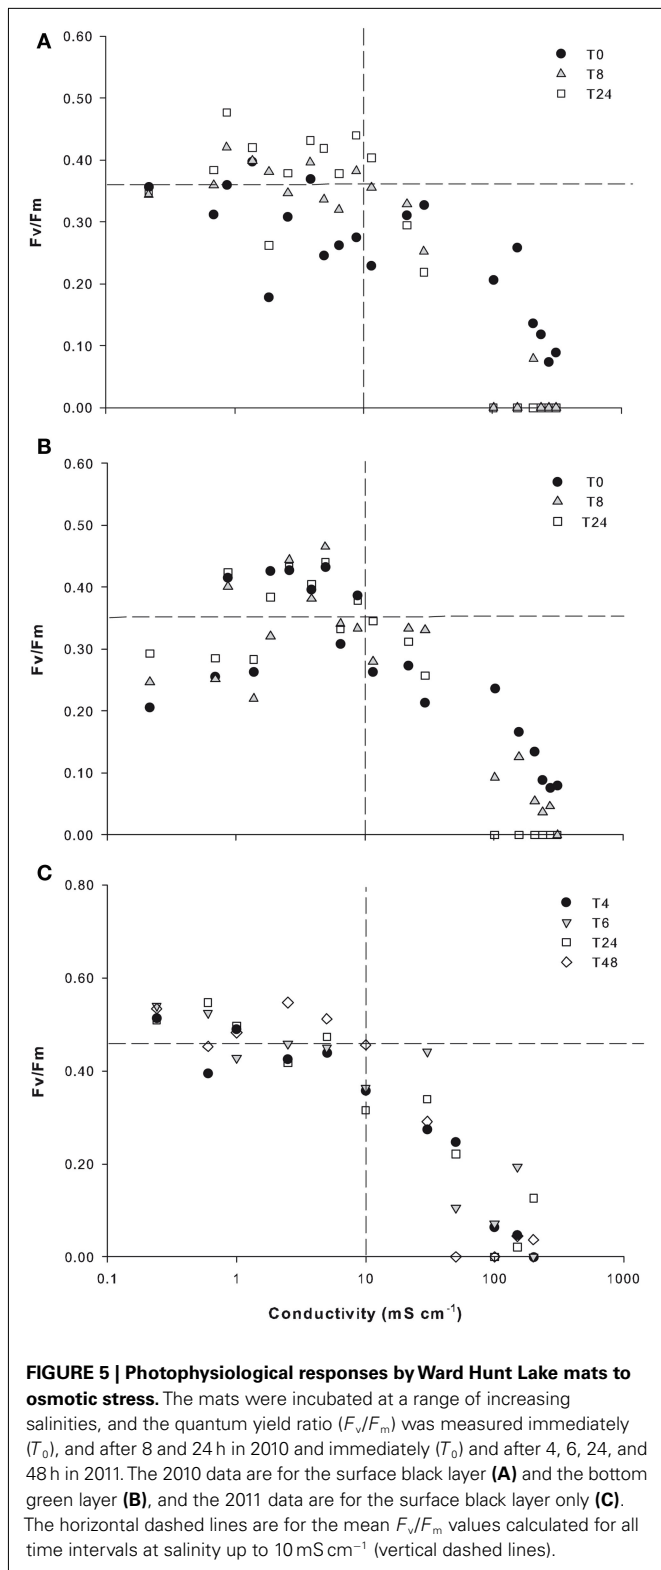 A
0.60
0.50
0.40
0.30
0.20
0.10
0.00
Fv/Fm
T0
T8
T24
B
0.60
0.50
0.40
0.30
0.20
0.10
0.00
Fv/Fm
T0
T8
T24
C
0.80
0.60
0.40
0.20
0.00
Fv/Fm
T4
T6
T24
T48
0.1 1 10 100 1000
Conductivity (mS cm⁻¹)
FIGURE 5 | Photophysiological responses by Ward Hunt Lake mats to
osmotic stress. The mats were incubated at a range of increasing
salinities, and the quantum yield ratio (Fv/Fm) was measured immediately
(T0), and after 8 and 24 h in 2010 and immediately (T0) and after 4, 6, 24, and
48 h in 2011. The 2010 data are for the surface black layer (A) and the bottom
green layer (B), and the 2011 data are for the surface black layer only (C).
The horizontal dashed lines are for the mean Fv/Fm values calculated for all
time intervals at salinity up to 10 mS cm⁻¹ (vertical dashed lines).